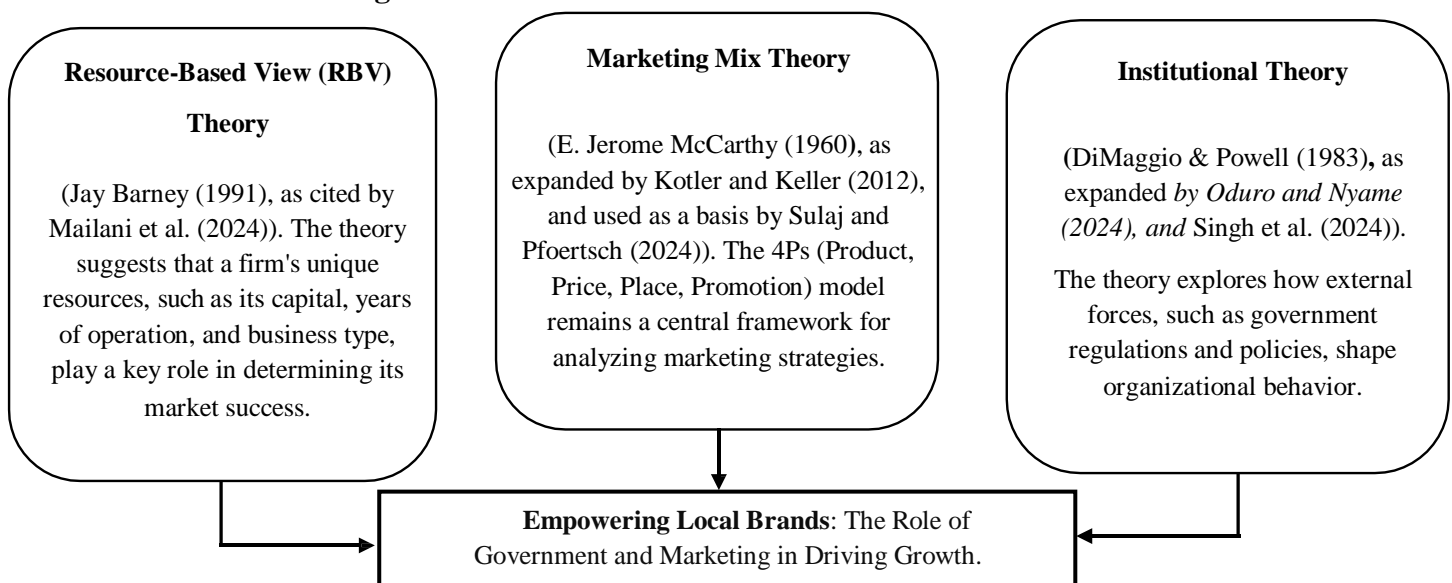 Resource-Based View (RBV)
Theory
(Jay Barney (1991), as cited by
Mailani et al. (2024)). The theory
suggests that a firm's unique
resources, such as its capital, years
of operation, and business type,
play a key role in determining its
market success.
Marketing Mix Theory
(E. Jerome McCarthy (1960), as
expanded by Kotler and Keller (2012),
and used as a basis by Sulaj and
Pfoertsch (2024)). The 4Ps (Product,
Price, Place, Promotion) model
remains a central framework for
analyzing marketing strategies.
Institutional Theory
(DiMaggio & Powell (1983), as
expanded by Oduro and Nyame
(2024), and Singh et al. (2024)).
The theory explores how external
forces, such as government
regulations and policies, shape
organizational behavior.
Empowering Local Brands: The Role of
Government and Marketing in Driving Growth.